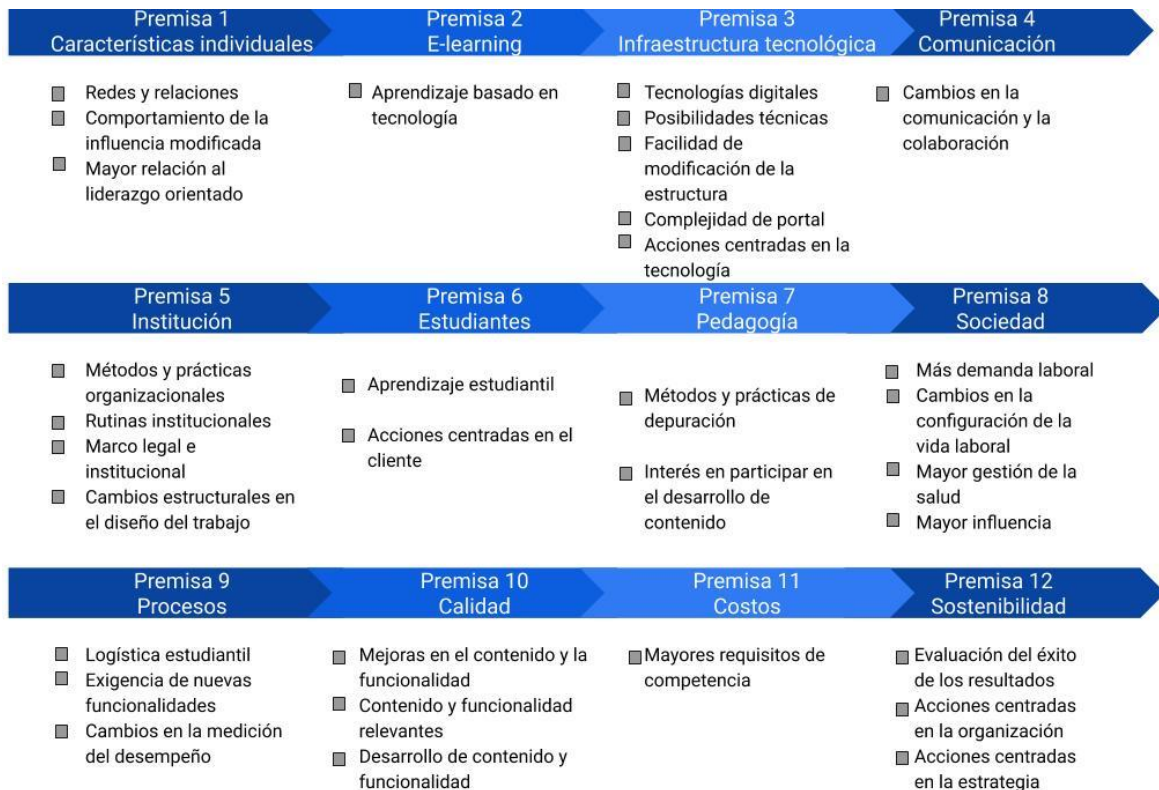 Premisa 1
Características individuales
Premisa 2
E-learning
Premisa 3
Infraestructura tecnológica
Premisa 4
Comunicación
Redes y relaciones
Comportamiento de la
influencia modificada
Mayor relación al
liderazgo orientado
Aprendizaje basado en
tecnología
Tecnologías digitales
Posibilidades técnicas
Facilidad de
modificación de la
estructura
Complejidad de portal
Acciones centradas en la
tecnología
Cambios en la
comunicación y la
colaboración
Premisa 5
Institución
Premisa 6
Estudiantes
Premisa 7
Pedagogía
Premisa 8
Sociedad
Métodos y prácticas
organizacionales
Rutinas institucionales
Marco legal e
institucional
Cambios estructurales en
el diseño del trabajo
Aprendizaje estudiantil
Acciones centradas en el
cliente
Métodos y prácticas de
depuración
Interés en participar en
el desarrollo de
contenido
Más demanda laboral
Cambios en la
configuración de la
vida laboral
Mayor gestión de la
salud
Mayor influencia
Premisa 9
Procesos
Premisa 10
Calidad
Premisa 11
Costos
Premisa 12
Sostenibilidad
Logística estudiantil
Exigencia de nuevas
funcionalidades
Cambios en la medición
del desempeño
Mejoras en el contenido y la
funcionalidad
Contenido y funcionalidad
relevantes
Desarrollo de contenido y
funcionalidad
Mayores requisitos de
competencia
Evaluación del éxito
de los resultados
Acciones centradas
en la organización
Acciones centradas
en la estrategia